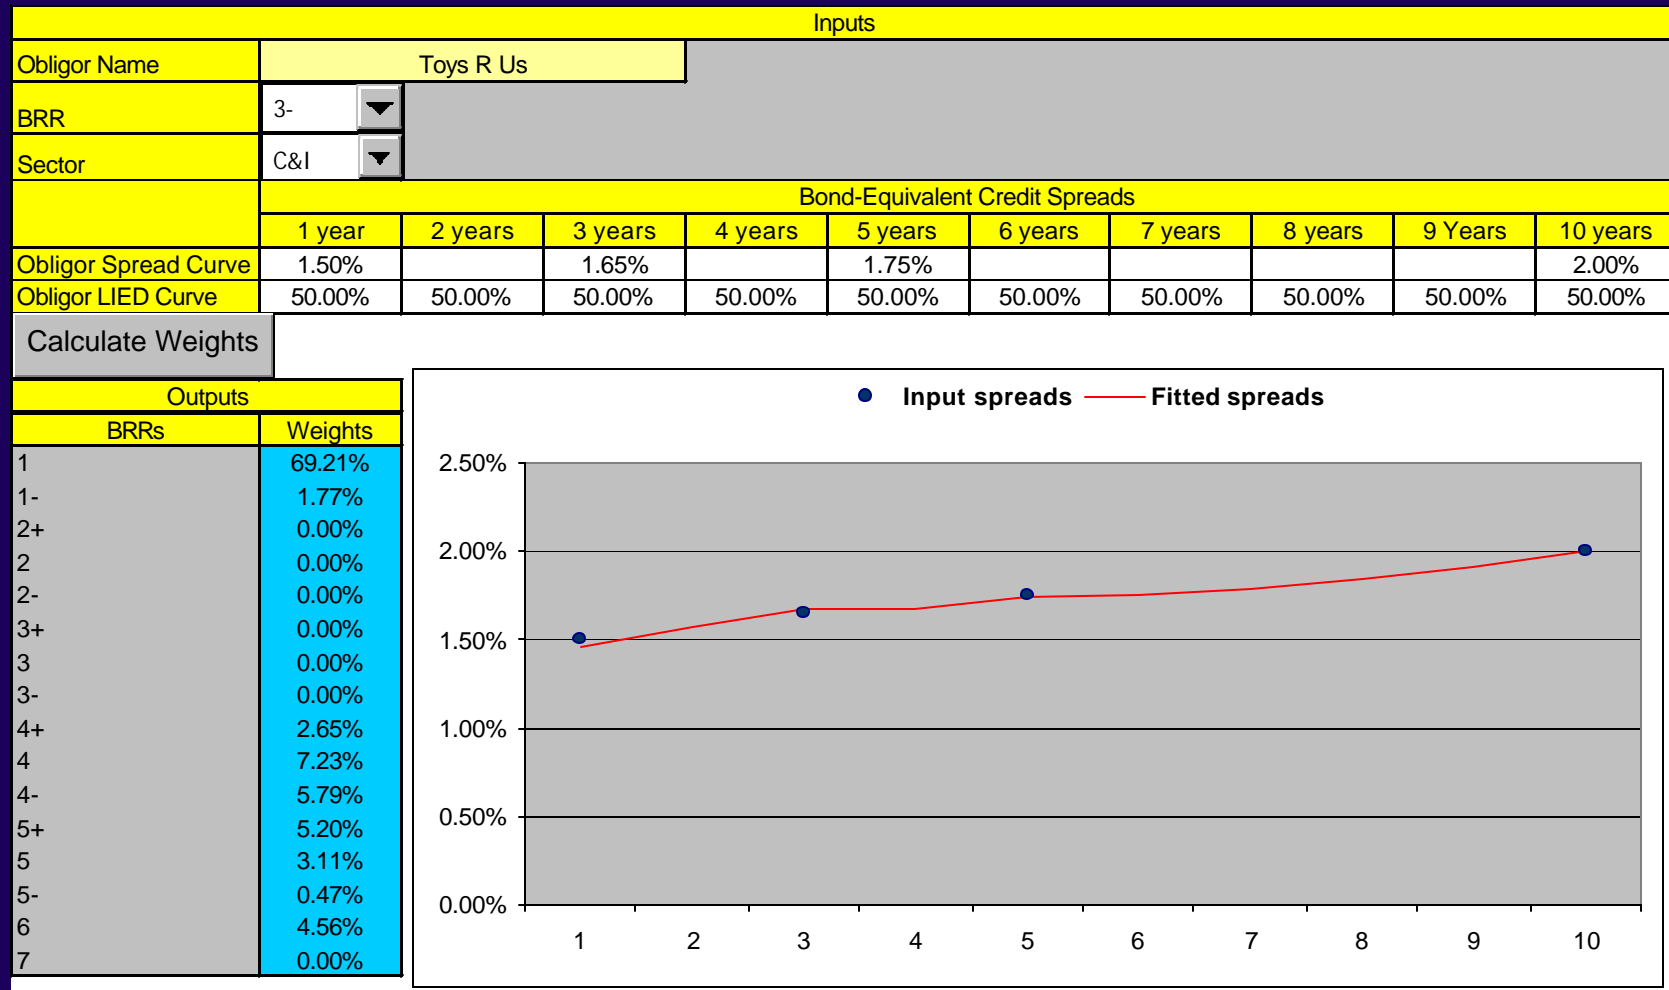 Inputs
Obligor Name Toys R Us
BRR 3-
Sector C&I
Bond-Equivalent Credit Spreads
1 year 2 years 3 years 4 years 5 years 6 years 7 years 8 years 9 Years 10 years
Obligor Spread Curve 1.50% 1.65% 1.75% 2.00%
Obligor LIED Curve 50.00% 50.00% 50.00% 50.00% 50.00% 50.00% 50.00% 50.00% 50.00% 50.00%
Calculate Weights
Outputs
BRRs Weights
1 69.21%
1- 1.77%
2+ 0.00%
2 0.00%
2- 0.00%
3+ 0.00%
3 0.00%
3- 0.00%
4+ 2.65%
4 7.23%
4- 5.79%
5+ 5.20%
5 3.11%
5- 0.47%
6 4.56%
7 0.00%
Input spreads Fitted spreads
2.50%
2.00%
1.50%
1.00%
0.50%
0.00%
1 2 3 4 5 6 7 8 9 10